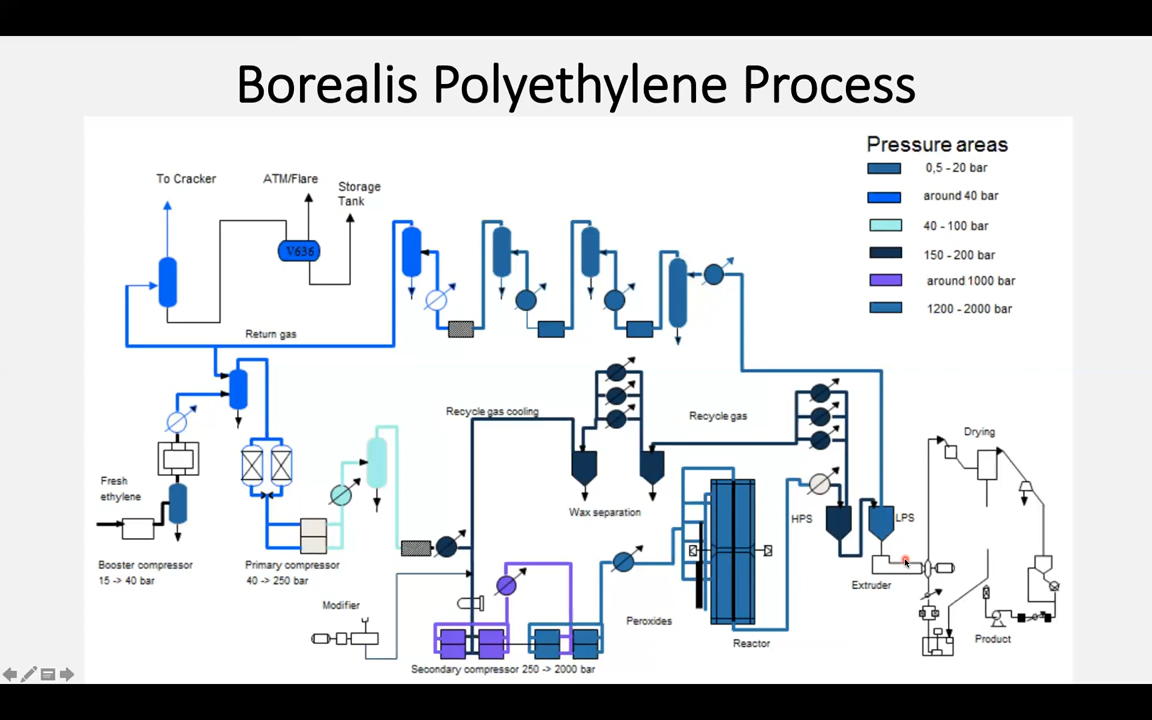 Borealis Polyethylene Process
Pressure areas
0,5 - 20 bar
around 40 bar
40 - 100 bar
150 - 200 bar
around 1000 bar
1200 - 2000 bar
To Cracker
ATM/Flare
Storage
Tank
V636
Return gas
Recycle gas cooling
Recycle gas
Drying
Fresh
ethylene
Wax separation
HPS
LPS
Booster compressor
15 -> 40 bar
Primary compressor
40 -> 250 bar
Extruder
Modifier
Peroxides
Reactor
Product
Secondary compressor 250 -> 2000 bar